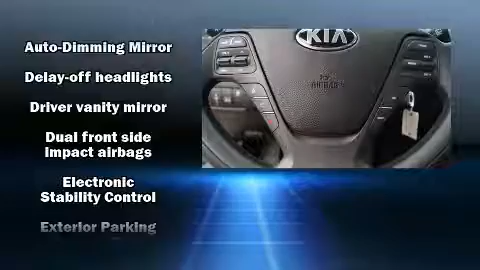 Auto-Dimming Mirror
Delay-off headlights
Driver vanity mirror
Dual front side
impact airbags
Electronic
Stability Control
Exterior Parking
KIA